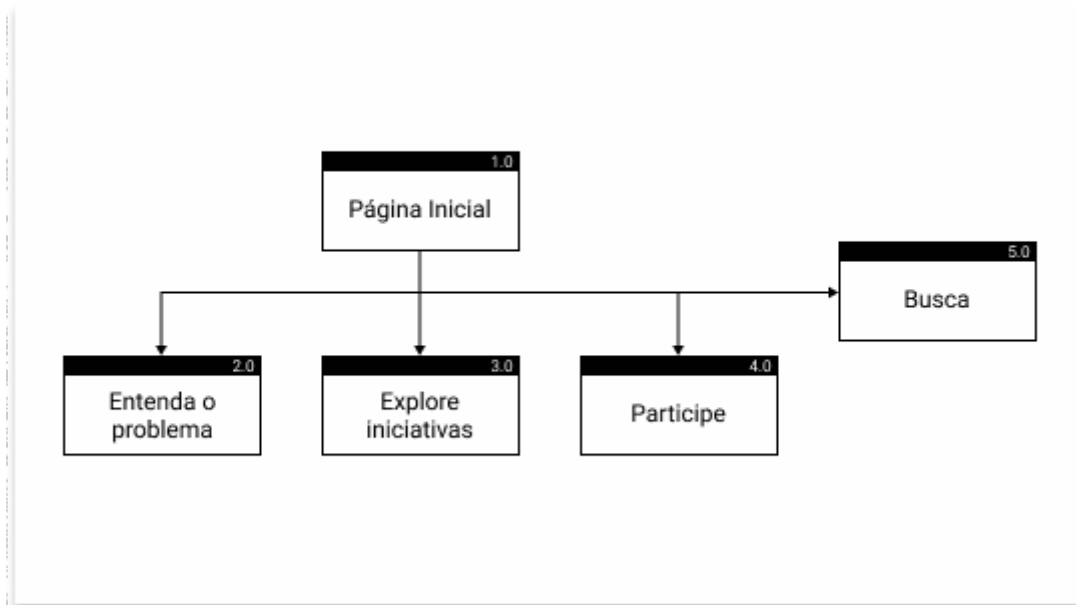 1.0
Página Inicial
5.0
Busca
2.0
Entenda o
problema
3.0
Explore
iniciativas
4.0
Participe